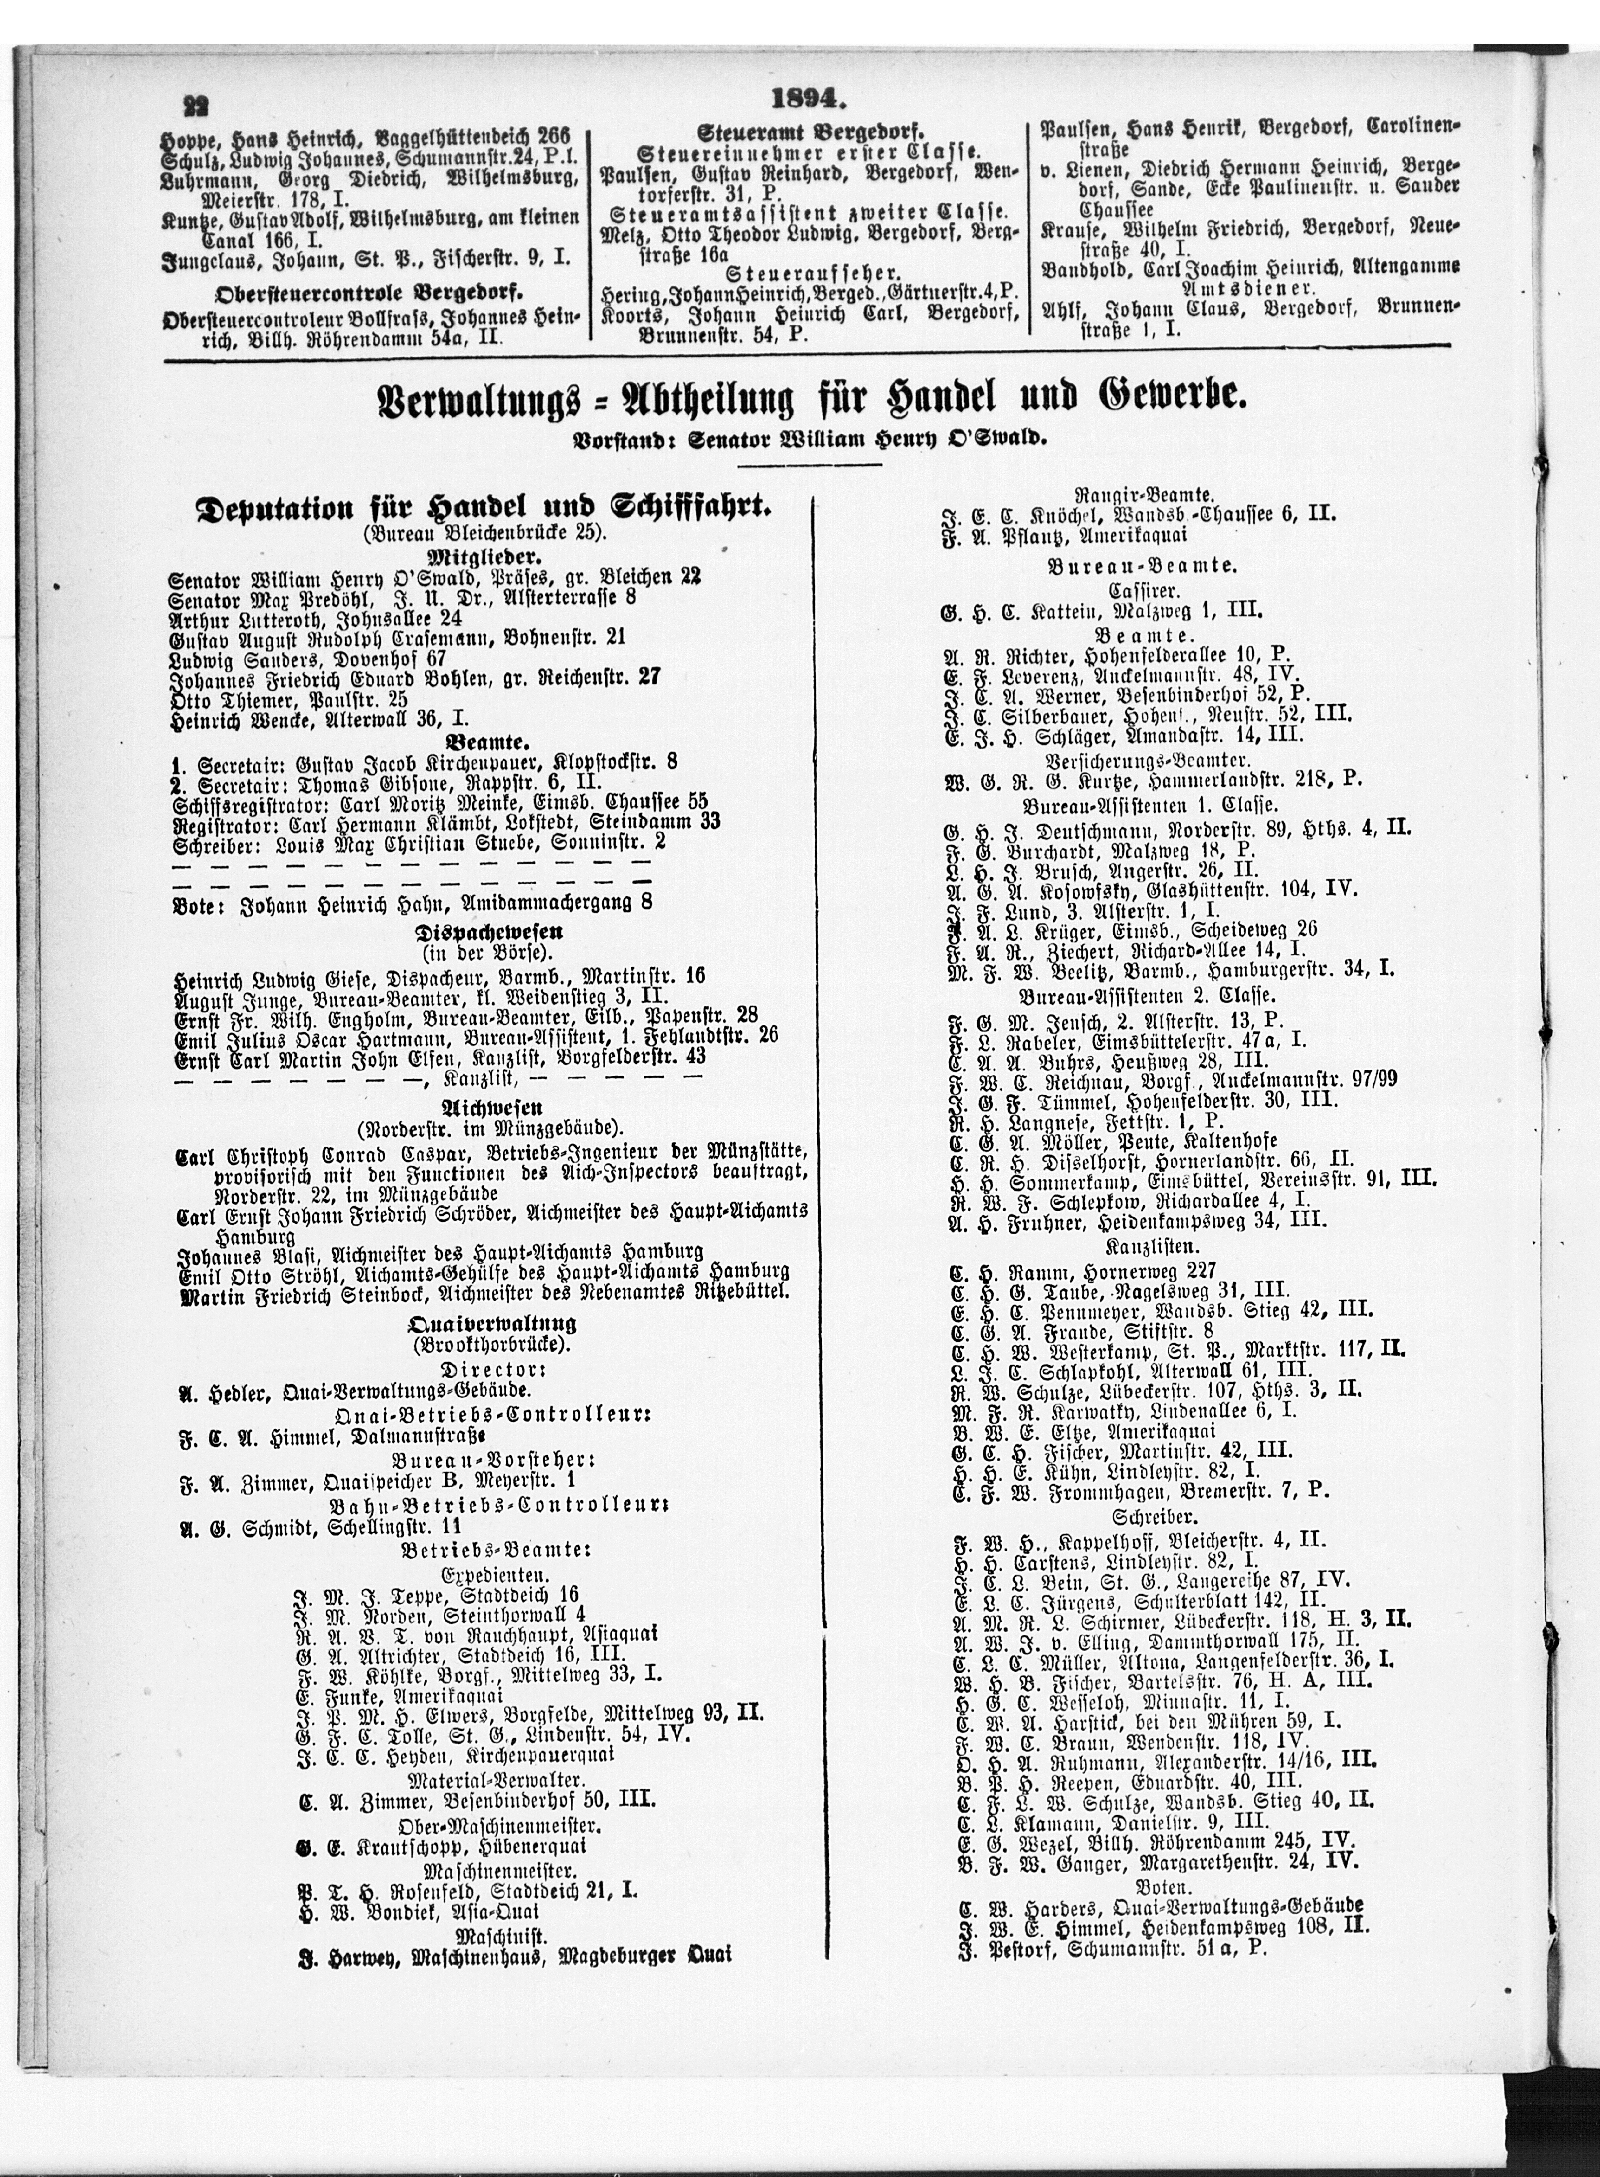 22
1894.
Hoppe, Hans Heinrich, Vaggelhüttendeich 266
Schulz, Ludwig Johannes, Schumannstr. 24, P. l.
Luhrmann, Georg Diedrich, Wilhelmsburg,
Meierstr. 178, I.
Kuntze, Gustav Adolf, Wilhelmsburg, am kleinen
Canal 166, I.
Jungclaus, Johann, St. P., Fischerstr. 9, I.
Obersteuercontrole Bergedorf.
Obersteuercontroleur Vollfrass, Johannes Hein-
rich, Billh. Röhrendamm 54a, II.
Steueramt Bergedorf.
Steuereinnehmer erster Classe.
Paulsen, Gustav Reinhard, Bergedorf, Wen-
torferstr. 31, P.
Steueramtsassistent zweiter Classe.
Melz, Otto Theodor Ludwig, Bergedorf, Berg-
straße 16a
Steueraufseher.
Hering, Johann Heinrich, Berged., Gärtnerstr. 4, P.
Koorts, Johann Heinrich Carl, Bergedorf,
Brunnenstr. 54, P.
Paulsen, Hans Henrik, Bergedorf, Carolinen-
straße
v. Lienen, Diedrich Hermann Heinrich, Berge-
dorf, Sande, Ecke Paulinenstr. u. Sander
Chaussee
Krause, Wilhelm Friedrich, Bergedorf, Neue-
straße 40, I.
Bandhold, Carl Joachim Heinrich, Altengamme
Amtsdiener.
Ahlf, Johann Claus, Bergedorf, Brunnen-
straße 1, I.
Verwaltungs-Abtheilung für Handel und Gewerbe.
Vorstand: Senator William Henry O'Swald.
Deputation für Handel und Schifffahrt.
(Bureau Bleichenbrücke 25).
Mitglieder.
Senator William Henry O'Swald, Präses, gr. Bleichen 22
Senator Max Predöhl, J. U. Dr., Alsterterrasse 8
Arthur Lutteroth, Johnsallee 24
Gustav August Rudolph Crasemann, Bohnenstr. 21
Ludwig Sanders, Dovenhof 67
Johannes Friedrich Eduard Bohlen, gr. Reichenstr. 27
Otto Thiemer, Paulstr. 25
Heinrich Wencke, Alterwall 36, I.
Beamte.
1. Secretair: Gustav Jacob Kirchenpauer, Klopstockstr. 8
2. Secretair: Thomas Gibsone, Rappstr. 6, II.
Schiffsregistrator: Carl Moritz Meinke, Eimsb. Chaussee 55
Registrator: Carl Hermann Klämbt, Lokstedt, Steindamm 33
Schreiber: Louis Max Christian Stuebe, Sonninstr. 2
— — — — — — — — — — — — —
— — — — — — — — — — — — —
Bote: Johann Heinrich Hahn, Amidammachergang 8
Dispachewesen
(in der Börse).
Heinrich Ludwig Giese, Dispacheur, Barmb., Martinstr. 16
August Junge, Bureau-Beamter, kl. Weidenstieg 3, II.
Ernst Fr. Wilh. Engholm, Bureau-Beamter, Eilb., Papenstr. 28
Emil Julius Oscar Hartmann, Bureau-Assistent, 1. Fehlandtstr. 26
Ernst Carl Martin John Elsen, Kanzlist, Borgfelderstr. 43
— — — — — — —, Kanzlist, — — — — —
Aichwesen
(Norderstr. im Münzgebäude).
Carl Christoph Conrad Caspar, Betriebs-Ingenieur der Münzstätte,
provisorisch mit den Functionen des Aich-Inspectors beauftragt,
Norderstr. 22, im Münzgebäude
Carl Ernst Johann Friedrich Schröder, Aichmeister des Haupt-Aichamts
Hamburg
Johannes Blasi, Aichmeister des Haupt-Aichamts Hamburg
Emil Otto Ströhl, Aichamts-Gehülfe des Haupt-Aichamts Hamburg
Martin Friedrich Steinbock, Aichmeister des Nebenamtes Ritzebüttel.
Quaiverwaltung
(Brookthorbrücke).
Director:
A. Hedler, Quai-Verwaltungs-Gebäude.
Quai-Betriebs-Controlleur:
F. C. A. Himmel, Dalmannstraße
Bureau-Vorsteher:
F. A. Zimmer, Quaispeicher B, Meyerstr. 1
Bahn-Betriebs-Controlleur:
A. G. Schmidt, Schellingstr. 11
Betriebs-Beamte:
Expedienten.
J. M. J. Teppe, Stadtdeich 16
J. M. Norden, Steinthorwall 4
R. A. V. T. von Rauchhaupt, Asiaquai
G. A. Altrichter, Stadtdeich 16, III.
F. W. Köhlke, Borgf., Mittelweg 33, I.
E. Funke, Amerikaquai
J. P. M. H. Elwers, Borgfelde, Mittelweg 93, II.
G. F. C. Tolle, St. G., Lindenstr. 54, IV.
J. C. C. Heyden, Kirchenpauerquai
Material-Verwalter.
C. A. Zimmer, Besenbinderhof 50, III.
Ober-Maschinenmeister.
G. E. Krautschopp, Hübenerquai
Maschinenmeister.
P. T. H. Rosenfeld, Stadtdeich 21, I.
H. W. Bondiek, Asia-Quai
Maschinist.
J. Harwey, Maschinenhaus, Magdeburger Quai
Rangir-Beamte.
J. E. C. Knöchel, Wandsb.-Chaussee 6, II.
F. A. Pflantz, Amerikaquai
Bureau-Beamte.
Cassirer.
G. H. C. Kattein, Malzweg 1, III.
Beamte.
A. R. Richter, Hohenfelderallee 10, P.
E. F. Leverenz, Anckelmannstr. 48, IV.
J. C. A. Werner, Besenbinderhof 52, P.
J. C. Silberbauer, Hohenf., Neustr. 52, III.
E. J. H. Schläger, Amandastr. 14, III.
Versicherungs-Beamter.
W. G. R. G. Kurtze, Hammerlandstr. 218, P.
Bureau-Assistenten 1. Classe.
G. H. J. Deutschmann, Norderstr. 89, Hths. 4, II.
F. G. Burchardt, Malzweg 18, P.
L. H. J. Brusch, Angerstr. 26, II.
A. G. A. Kosowsky, Glashüttenstr. 104, IV.
J. F. Lund, 3. Alsterstr. 1, I.
F. A. L. Krüger, Eimsb., Scheideweg 26
F. A. R., Ziechert, Richard-Allee 14, I.
M. F. W. Beelitz, Barmb., Hamburgerstr. 34, I.
Bureau-Assistenten 2. Classe.
F. G. M. Jensch, 2. Alsterstr. 13, P.
F. L. Rabeler, Eimsbüttelerstr. 47a, I.
C. A. A. Buhrs, Heußweg 28, III.
F. W. C. Reichnau, Borgf., Anckelmannstr. 97/99
J. G. F. Tümmel, Hohenfelderstr. 30, III.
R. H. Langnese, Fettstr. 1, P.
C. G. A. Möller, Peute, Kaltenhofe
C. R. H. Disselhorst, Hornerlandstr. 66, II.
H. H. Sommerkamp, Eimsbüttel, Vereinsstr. 91, III.
R. W. F. Schlepkow, Richardallee 4, I.
A. H. Fruhner, Heidenkampsweg 34, III.
Kanzlisten.
C. H. Ramm, Hornerweg 227
C. H. G. Taube, Nagelsweg 31, III.
E. H. C. Pennmeyer, Wandsb. Stieg 42, III.
C. G. A. Fraude, Stiftstr. 8
C. H. W. Westerkamp, St. P., Marktstr. 117, II.
L. J. C. Schlapkohl, Alterwall 61, III.
R. W. Schulze, Lübeckerstr. 107, Hths. 3, II.
M. F. R. Karwatky, Lindenallee 6, I.
B. W. E. Eltze, Amerikaquai
G. C. H. Fischer, Martinstr. 42, III.
H. H. E. Kühn, Lindleystr. 82, I.
C. F. W. Frommhagen, Bremerstr. 7, P.
Schreiber.
F. W. H., Kappelhoff, Bleicherstr. 4, II.
H. H. Carstens, Lindleystr. 82, I.
J. C. L. Bein, St. G., Langereihe 87, IV.
E. L. C. Jürgens, Schulterblatt 142, II.
A. M. R. L. Schirmer, Lübeckerstr. 118, H. 3, II.
A. W. J. v. Elling, Dammthorwall 175, II.
C. L. C. Müller, Altona, Langenfelderstr. 36, I.
W. H. B. Fischer, Bartelsstr. 76, H. A, III.
H. G. C. Wesseloh, Minnastr. 11, I.
C. W. A. Harstick, bei den Mühren 59, I.
F. W. C. Braun, Wendenstr. 118, IV.
O. H. A. Ruhmann, Alexanderstr. 14/16, III.
B. P. H. Reepen, Eduardstr. 40, III.
C. F. L. W. Schulze, Wandsb. Stieg 40, II.
C. L. Klamann, Danielstr. 9, III.
E. G. Wezel, Billh. Röhrendamm 245, IV.
B. F. W. Ganger, Margarethenstr. 24, IV.
Boten.
C. W. Harders, Quai-Verwaltungs-Gebäude
J. W. E. Himmel, Heidenkampsweg 108, II.
J. Pestorf, Schumannstr. 51a, P.